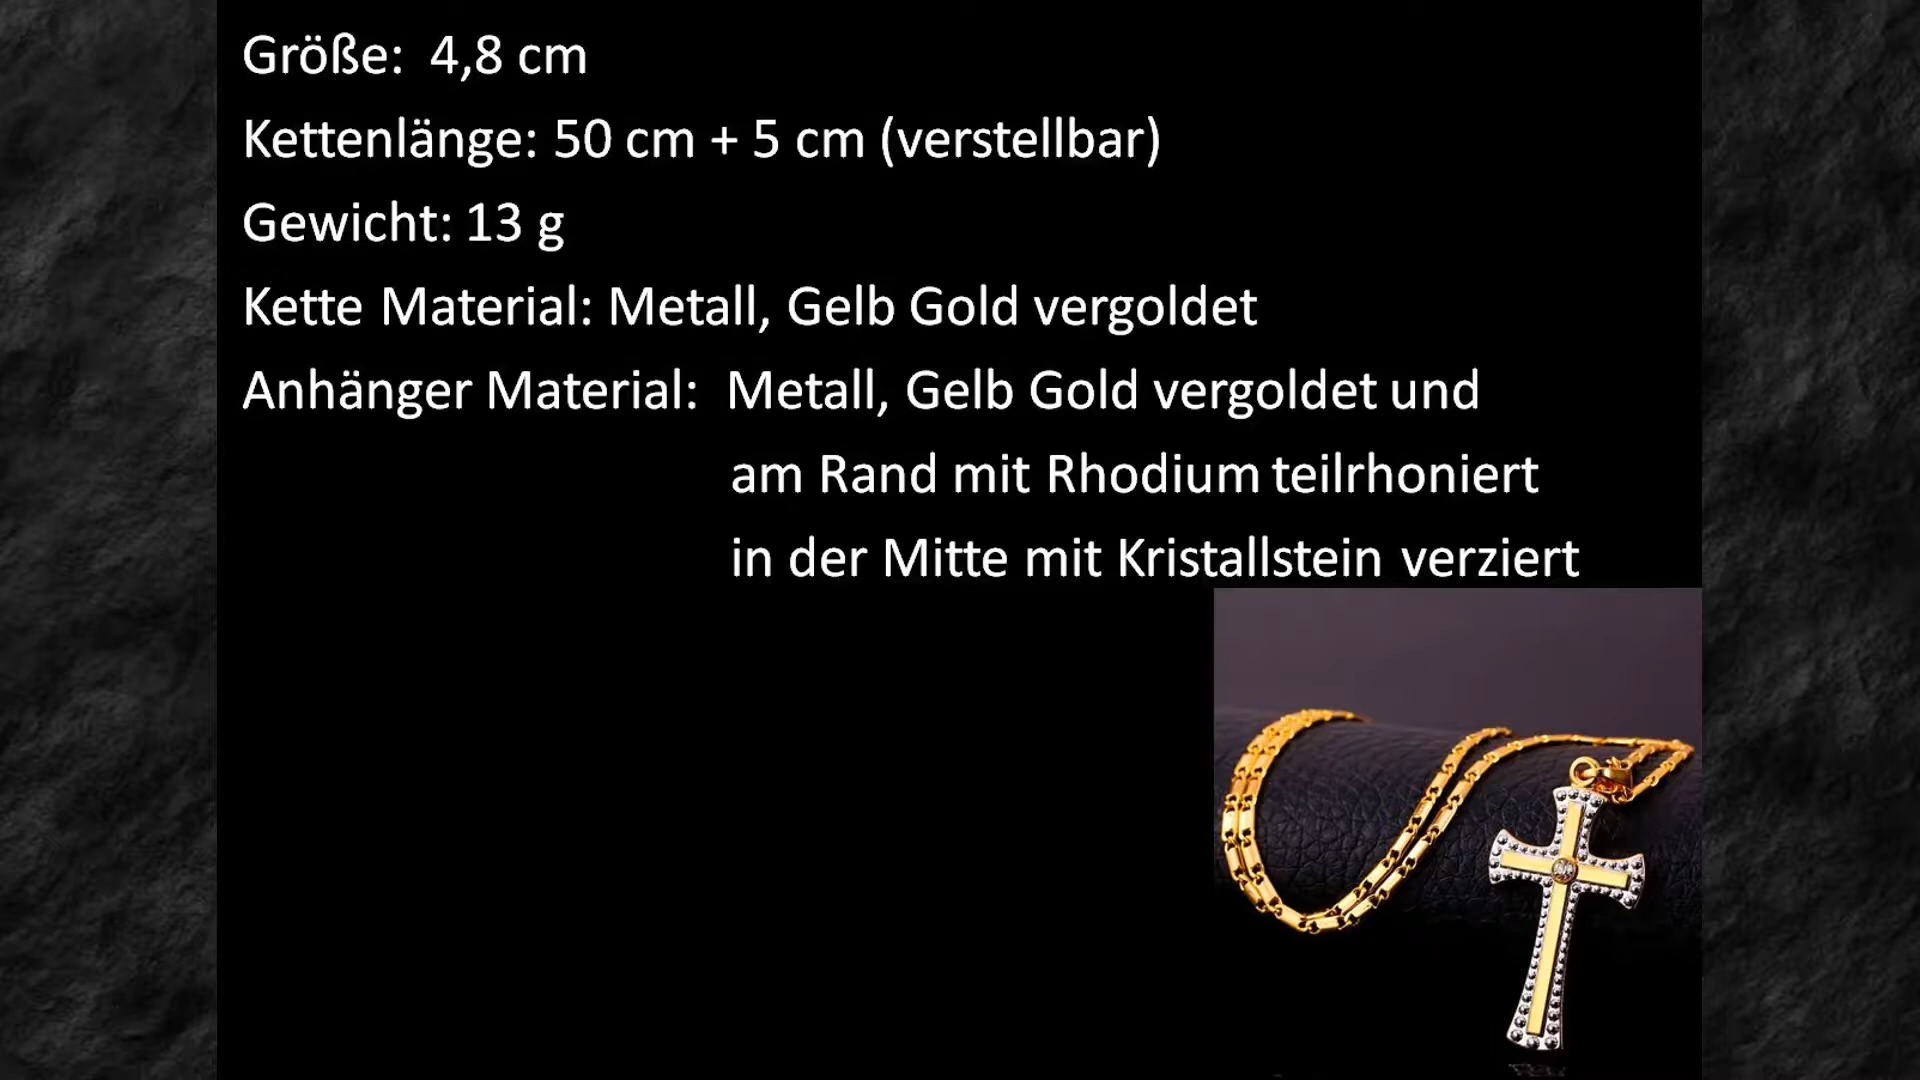 Größe: 4,8 cm
Kettenlänge: 50 cm + 5 cm (verstellbar)
Gewicht: 13 g
Kette Material: Metall, Gelb Gold vergoldet
Anhänger Material: Metall, Gelb Gold vergoldet und
am Rand mit Rhodium teilrhoniert
in der Mitte mit Kristallstein verziert